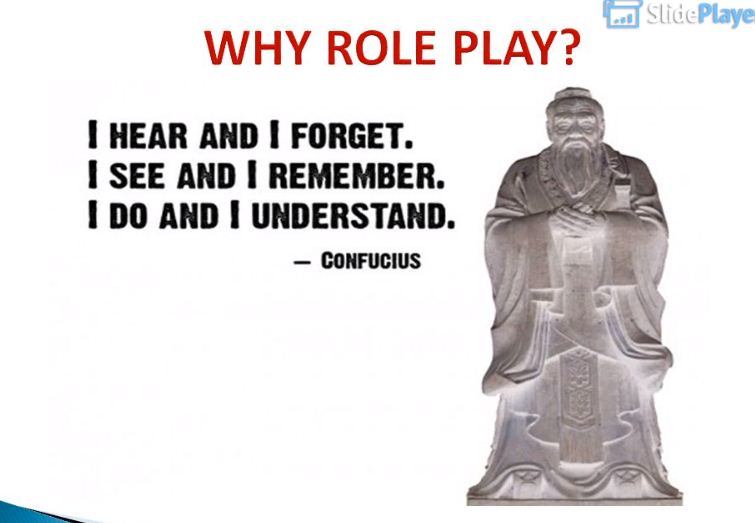 SlidePlaye
WHY ROLE PLAY?
I HEAR AND I FORGET.
I SEE AND I REMEMBER.
I DO AND I UNDERSTAND.
– CONFUCIUS